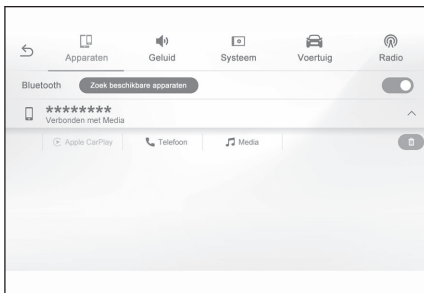 Apparaten Geluid Systeem Voertuig Radio
Bluetooth Zoek beschikbare apparaten
********
Verbonden met Media
Apple CarPlay Telefoon Media